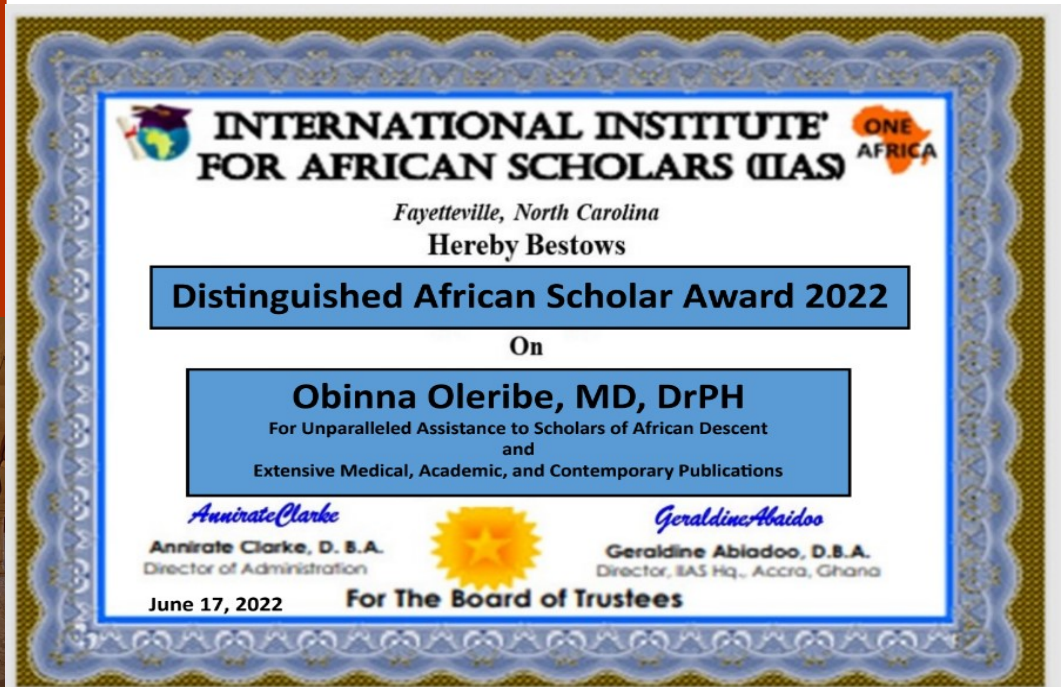 INTERNATIONAL INSTITUTE'
FOR AFRICAN SCHOLARS (IIAS)
ONE
AFRICA
Fayetteville, North Carolina
Hereby Bestows
Distinguished African Scholar Award 2022
On
Obinna Oleribe, MD, DrPH
For Unparalleled Assistance to Scholars of African Descent
and
Extensive Medical, Academic, and Contemporary Publications
AnnirateClarke
Annirate Clarke, D. B.A.
Director of Administration
GeraldineAbaidoo
Geraldine Abiadoo, D.B.A.
Director, IIAS Hq., Accra, Ghana
June 17, 2022
For The Board of Trustees